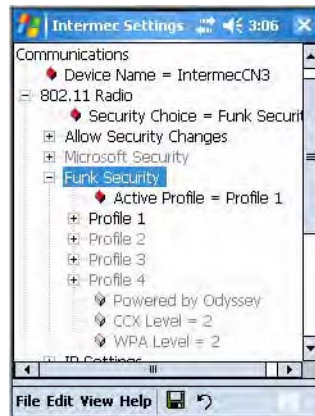 Intermec Settings 3:06
Communications
Device Name = IntermecCN3
802.11 Radio
Security Choice = Funk Securit
Allow Security Changes
Microsoft Security
Funk Security
Active Profile = Profile 1
Profile 1
Profile 2
Profile 3
Profile 4
Powered by Odyssey
CCX Level = 2
WPA Level = 2
IP Settings
File Edit View Help